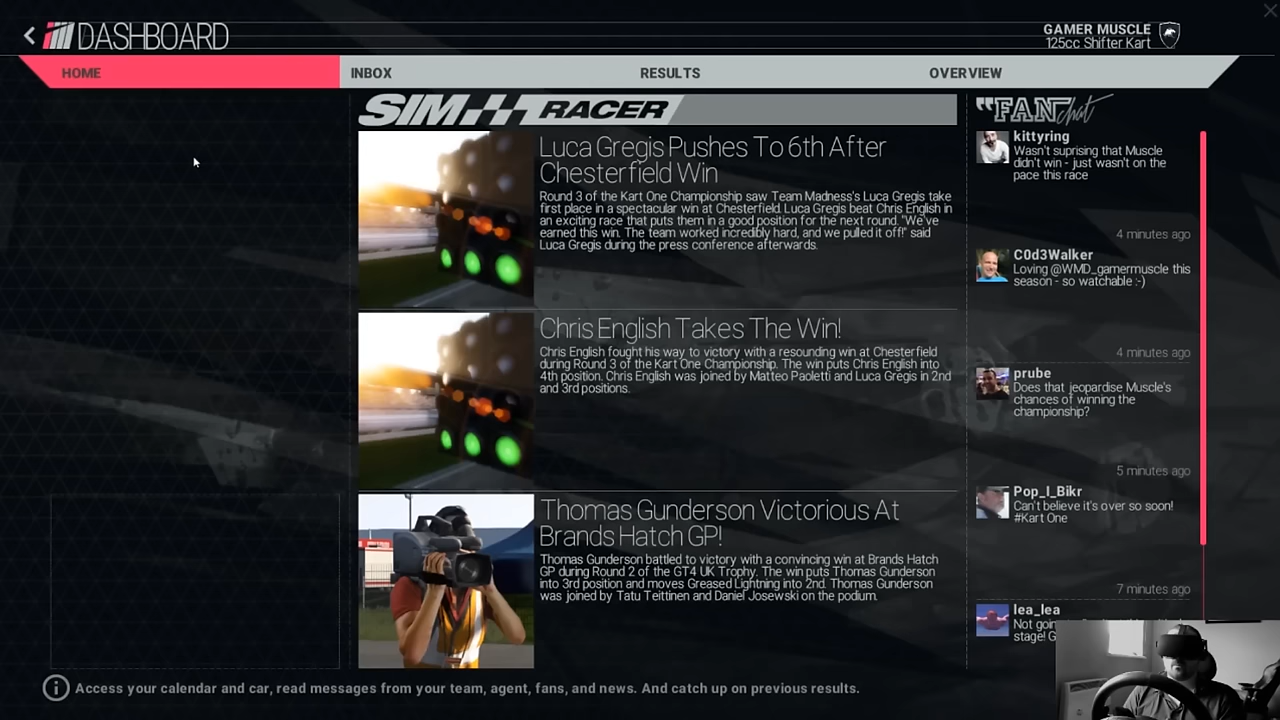 DASHBOARD
GAMER MUSCLE
125cc Shifter Kart
HOME
INBOX
RESULTS
OVERVIEW
SIM RACER
Luca Gregis Pushes To 6th After
Chesterfield Win
Round 3 of the Kart One Championship saw Team Madness's Luca Gregis take
first place in a spectacular win at Chesterfield. Luca Gregis beat Chris English in
an exciting race that puts them in a good position for the next round. "We've
earned this win. The team worked incredibly hard, and we pulled it off!" said
Luca Gregis during the press conference afterwards.
Chris English Takes The Win!
Chris English fought his way to victory with a resounding win at Chesterfield
during Round 3 of the Kart One Championship. The win puts Chris English into
4th position. Chris English was joined by Matteo Paoletti and Luca Gregis in 2nd
and 3rd positions.
Thomas Gunderson Victorious At
Brands Hatch GP!
Thomas Gunderson battled to victory with a convincing win at Brands Hatch
GP during Round 2 of the GT4 UK Trophy. The win puts Thomas Gunderson
into 3rd position and moves Greased Lightning into 2nd. Thomas Gunderson
was joined by Tatu Teittinen and Daniel Josewski on the podium.
"FAN chat
kittyring
Wasn't suprising that Muscle
didn't win - just wasn't on the
pace this race
4 minutes ago
C0d3Walker
Loving @WMD_gamermuscle this
season - so watchable :-)
4 minutes ago
prube
Does that jeopardise Muscle's
chances of winning the
championship?
5 minutes ago
Pop_I_Bikr
Can't believe it's over so soon!
#Kart One
7 minutes ago
lea_lea
Not goin
stage! G
Access your calendar and car, read messages from your team, agent, fans, and news. And catch up on previous results.